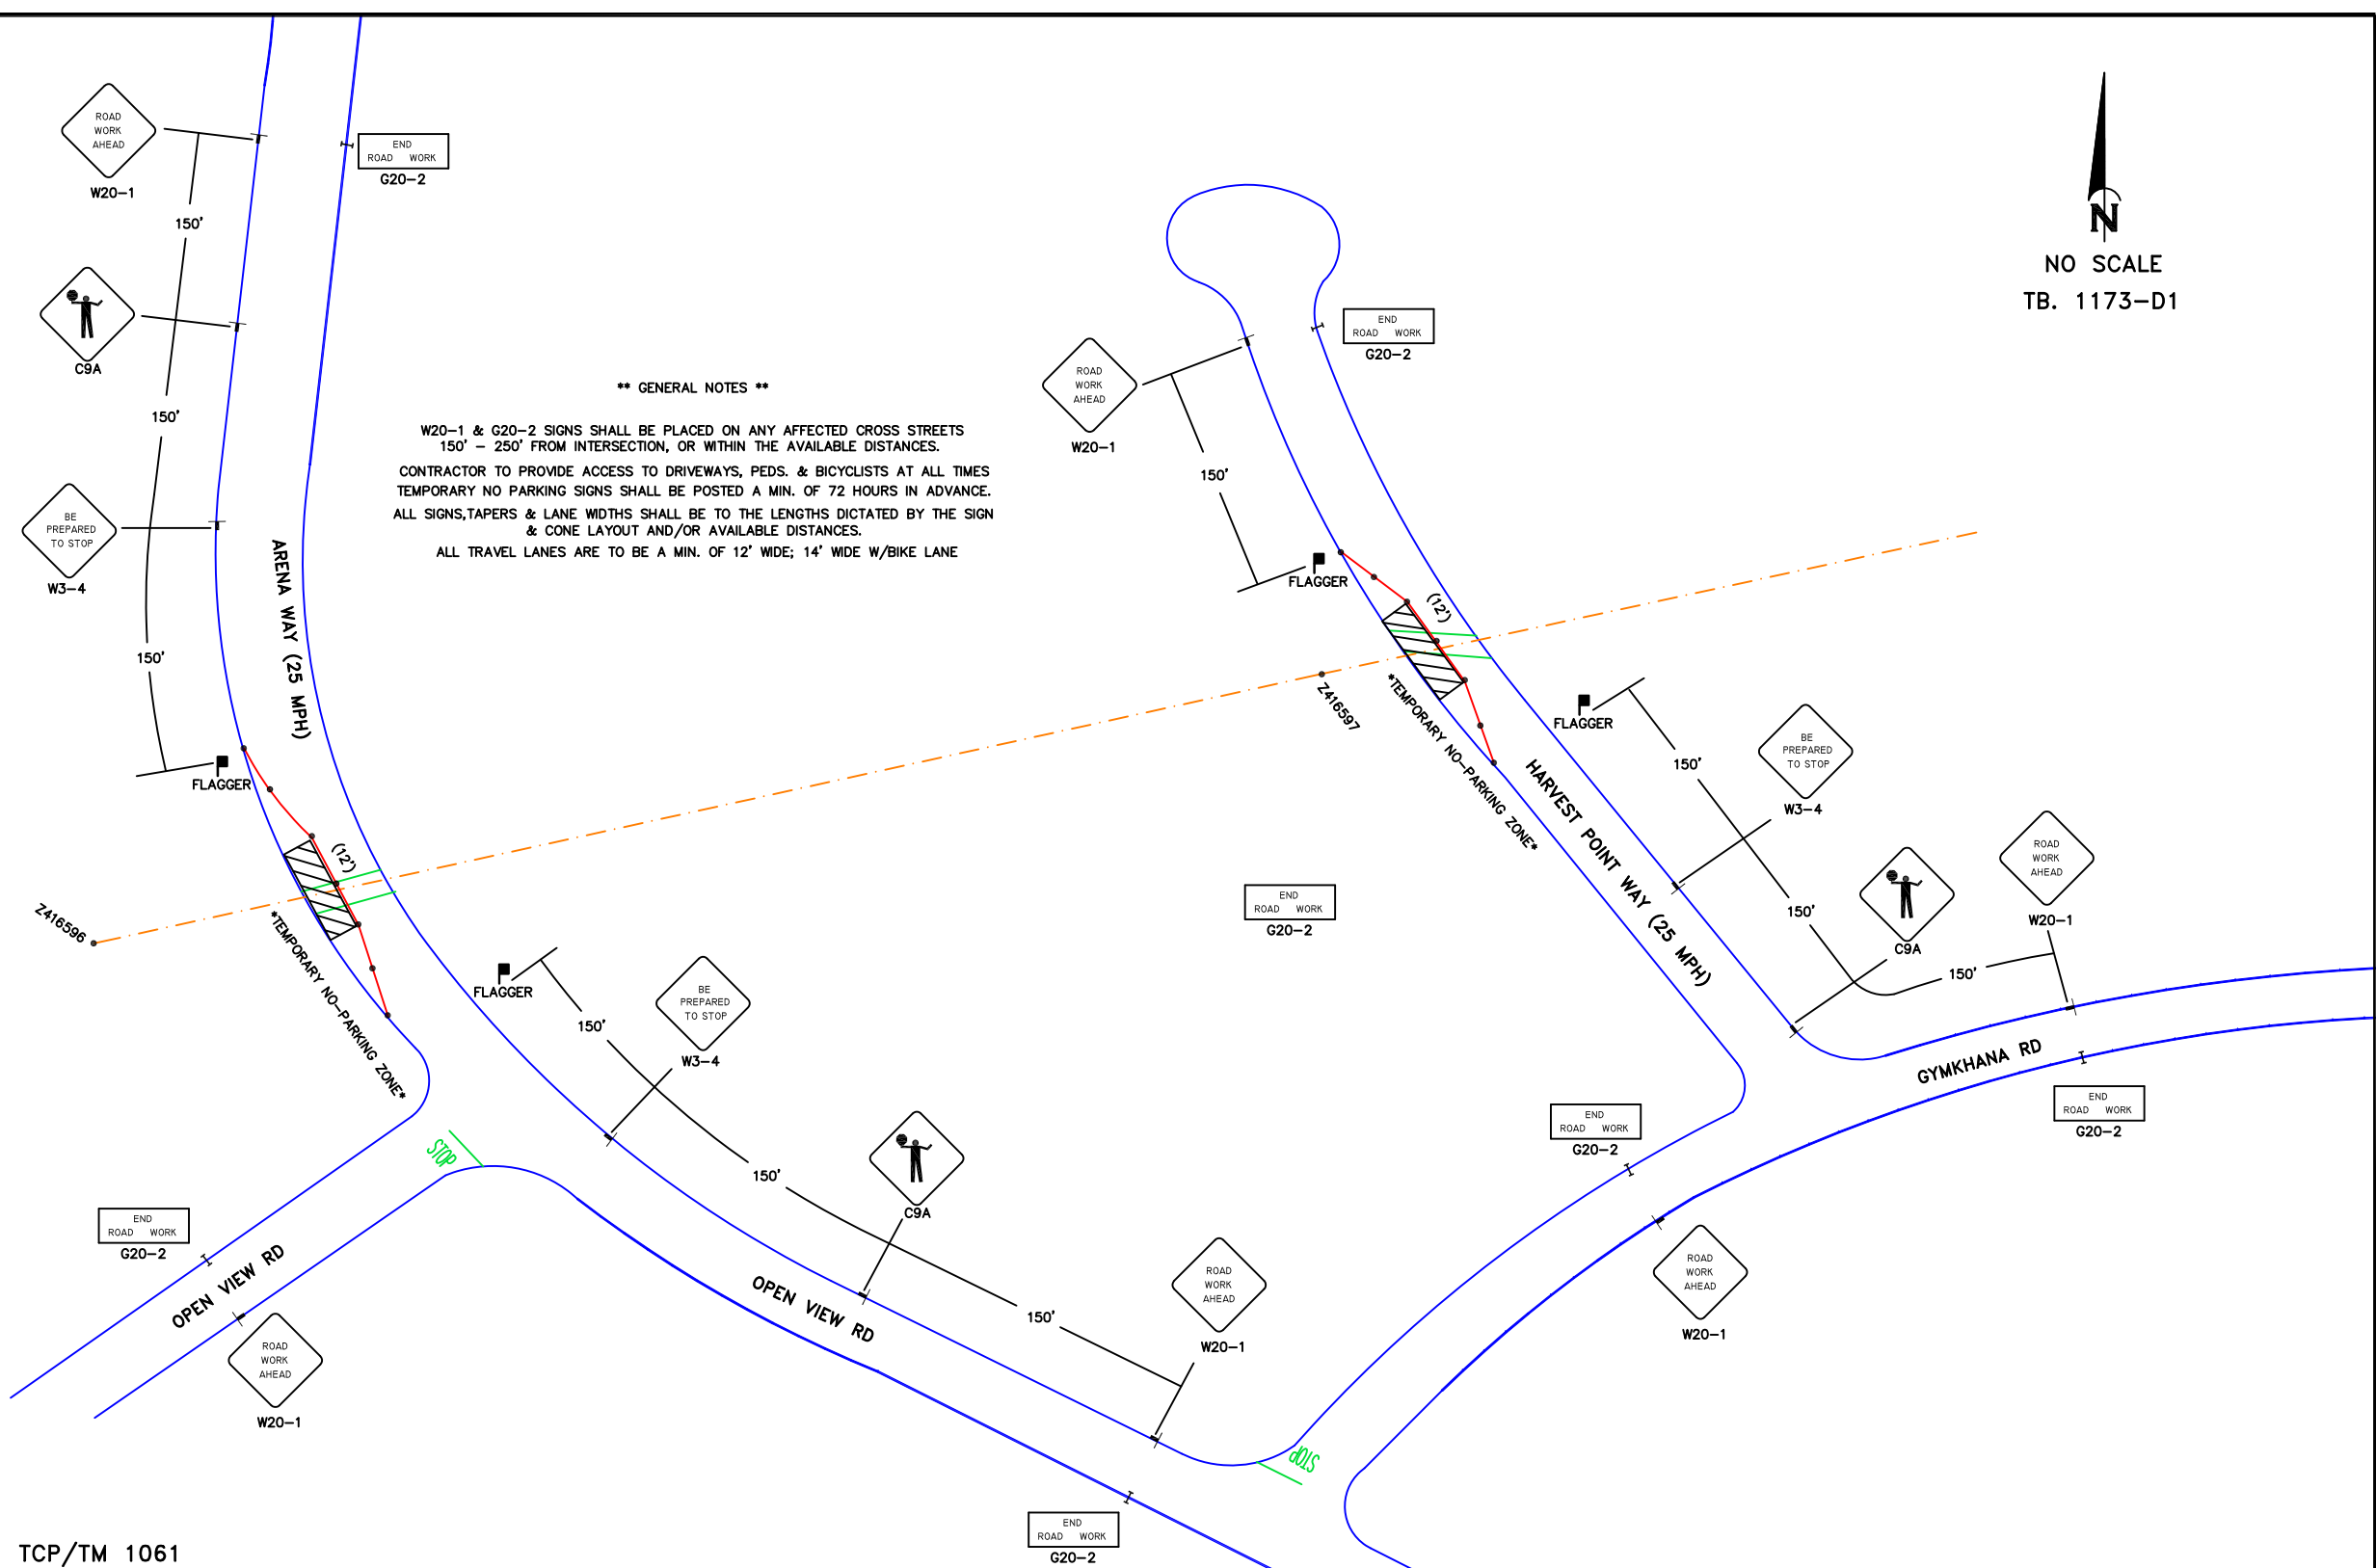 ROAD
WORK
AHEAD
W20-1
END
ROAD WORK
G20-2
150'
C9A
150'
BE
PREPARED
TO STOP
W3-4
150'
FLAGGER
ARENA WAY (25 MPH)
** GENERAL NOTES **
W20-1 & G20-2 SIGNS SHALL BE PLACED ON ANY AFFECTED CROSS STREETS
150' - 250' FROM INTERSECTION, OR WITHIN THE AVAILABLE DISTANCES.
CONTRACTOR TO PROVIDE ACCESS TO DRIVEWAYS, PEDS. & BICYCLISTS AT ALL TIMES
TEMPORARY NO PARKING SIGNS SHALL BE POSTED A MIN. OF 72 HOURS IN ADVANCE.
ALL SIGNS,TAPERS & LANE WIDTHS SHALL BE TO THE LENGTHS DICTATED BY THE SIGN
& CONE LAYOUT AND/OR AVAILABLE DISTANCES.
ALL TRAVEL LANES ARE TO BE A MIN. OF 12' WIDE; 14' WIDE W/BIKE LANE
N
NO SCALE
TB. 1173-D1
END
ROAD WORK
G20-2
ROAD
WORK
AHEAD
W20-1
150'
FLAGGER
(12')
Z416597
*TEMPORARY NO-PARKING ZONE*
HARVEST POINT WAY (25 MPH)
FLAGGER
150'
BE
PREPARED
TO STOP
W3-4
150'
C9A
ROAD
WORK
AHEAD
W20-1
150'
END
ROAD WORK
G20-2
(12')
Z416596
*TEMPORARY NO-PARKING ZONE*
FLAGGER
150'
BE
PREPARED
TO STOP
W3-4
150'
C9A
150'
ROAD
WORK
AHEAD
W20-1
STOP
END
ROAD WORK
G20-2
OPEN VIEW RD
ROAD
WORK
AHEAD
W20-1
OPEN VIEW RD
GYMKHANA RD
END
ROAD WORK
G20-2
END
ROAD WORK
G20-2
ROAD
WORK
AHEAD
W20-1
STOP
END
ROAD WORK
G20-2
TCP/TM 1061